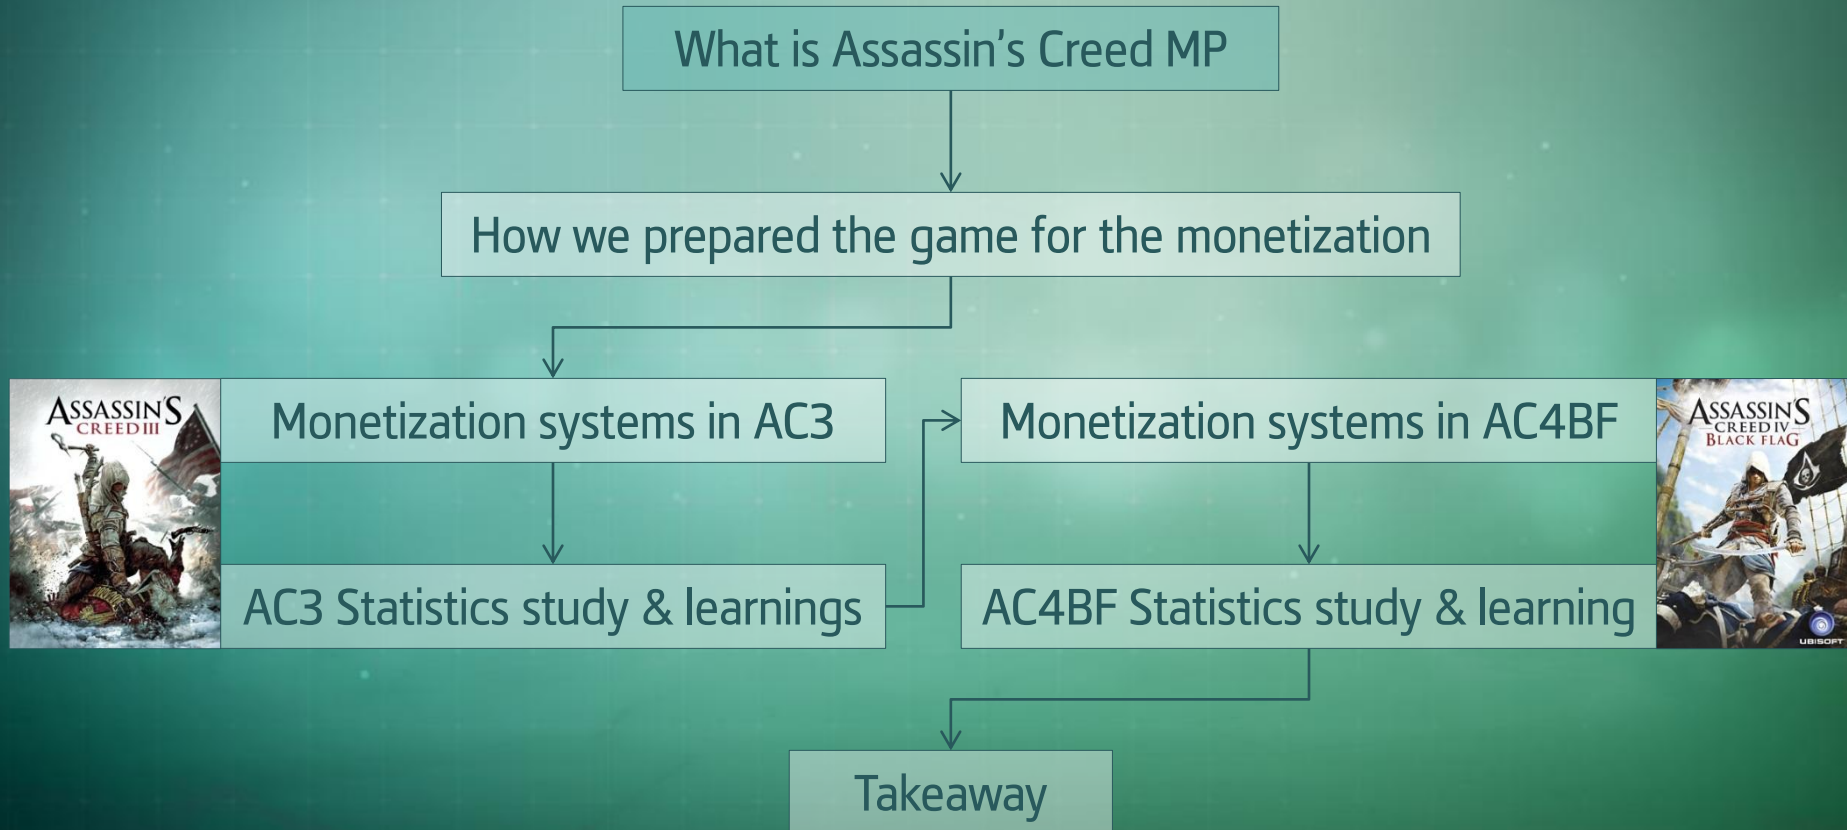 What is Assassin's Creed MP
How we prepared the game for the monetization
ASSASSIN'S
CREED III
Monetization systems in AC3
Monetization systems in AC4BF
ASSASSIN'S
CREED IV
BLACK FLAG
AC3 Statistics study & learnings
AC4BF Statistics study & learning
UBISOFT
Takeaway